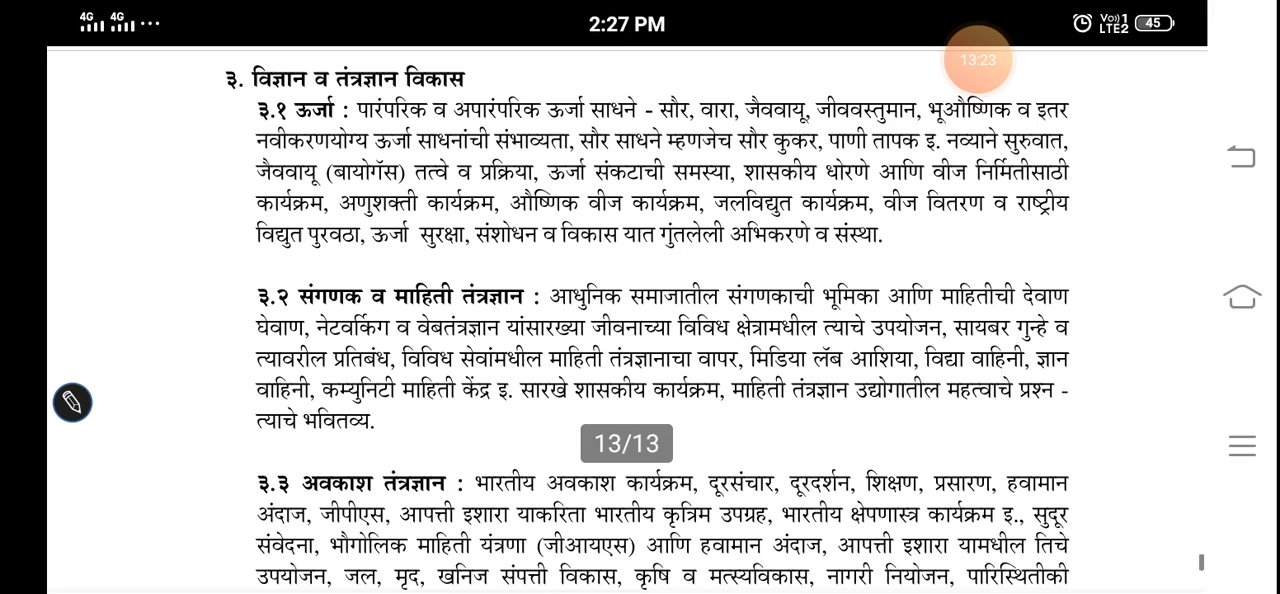 4G 4G ...
2:27 PM
Vo)) 1 LTE2 45
13:23
३. विज्ञान व तंत्रज्ञान विकास
३.१ ऊर्जा : पारंपरिक व अपारंपरिक ऊर्जा साधने - सौर, वारा, जैववायू, जीववस्तुमान, भूऔष्णिक व इतर
नवीकरणयोग्य ऊर्जा साधनांची संभाव्यता, सौर साधने म्हणजेच सौर कुकर, पाणी तापक इ. नव्याने सुरुवात,
जैववायू (बायोगॅस) तत्वे व प्रक्रिया, ऊर्जा संकटाची समस्या, शासकीय धोरणे आणि वीज निर्मितीसाठी
कार्यक्रम, अणुशक्ती कार्यक्रम, औष्णिक वीज कार्यक्रम, जलविद्युत कार्यक्रम, वीज वितरण व राष्ट्रीय
विद्युत पुरवठा, ऊर्जा सुरक्षा, संशोधन व विकास यात गुंतलेली अभिकरणे व संस्था.
३.२ संगणक व माहिती तंत्रज्ञान : आधुनिक समाजातील संगणकाची भूमिका आणि माहितीची देवाण
घेवाण, नेटवर्किंग व वेबतंत्रज्ञान यांसारख्या जीवनाच्या विविध क्षेत्रामधील त्याचे उपयोजन, सायबर गुन्हे व
त्यावरील प्रतिबंध, विविध सेवांमधील माहिती तंत्रज्ञानाचा वापर, मिडिया लॅब आशिया, विद्या वाहिनी, ज्ञान
वाहिनी, कम्युनिटी माहिती केंद्र इ. सारखे शासकीय कार्यक्रम, माहिती तंत्रज्ञान उद्योगातील महत्वाचे प्रश्न -
त्याचे भवितव्य.
13/13
३.३ अवकाश तंत्रज्ञान : भारतीय अवकाश कार्यक्रम, दूरसंचार, दूरदर्शन, शिक्षण, प्रसारण, हवामान
अंदाज, जीपीएस, आपत्ती इशारा याकरिता भारतीय कृत्रिम उपग्रह, भारतीय क्षेपणास्त्र कार्यक्रम इ., सुदूर
संवेदना, भौगोलिक माहिती यंत्रणा (जीआयएस) आणि हवामान अंदाज, आपत्ती इशारा यामधील तिचे
उपयोजन, जल, मृद, खनिज संपत्ती विकास, कृषि व मत्स्यविकास, नागरी नियोजन, पारिस्थितीकी